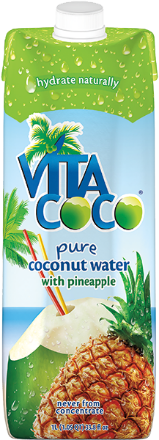 hydrate naturally
VITA
COCO
pure
coconut water
with pineapple
never from
concentrate